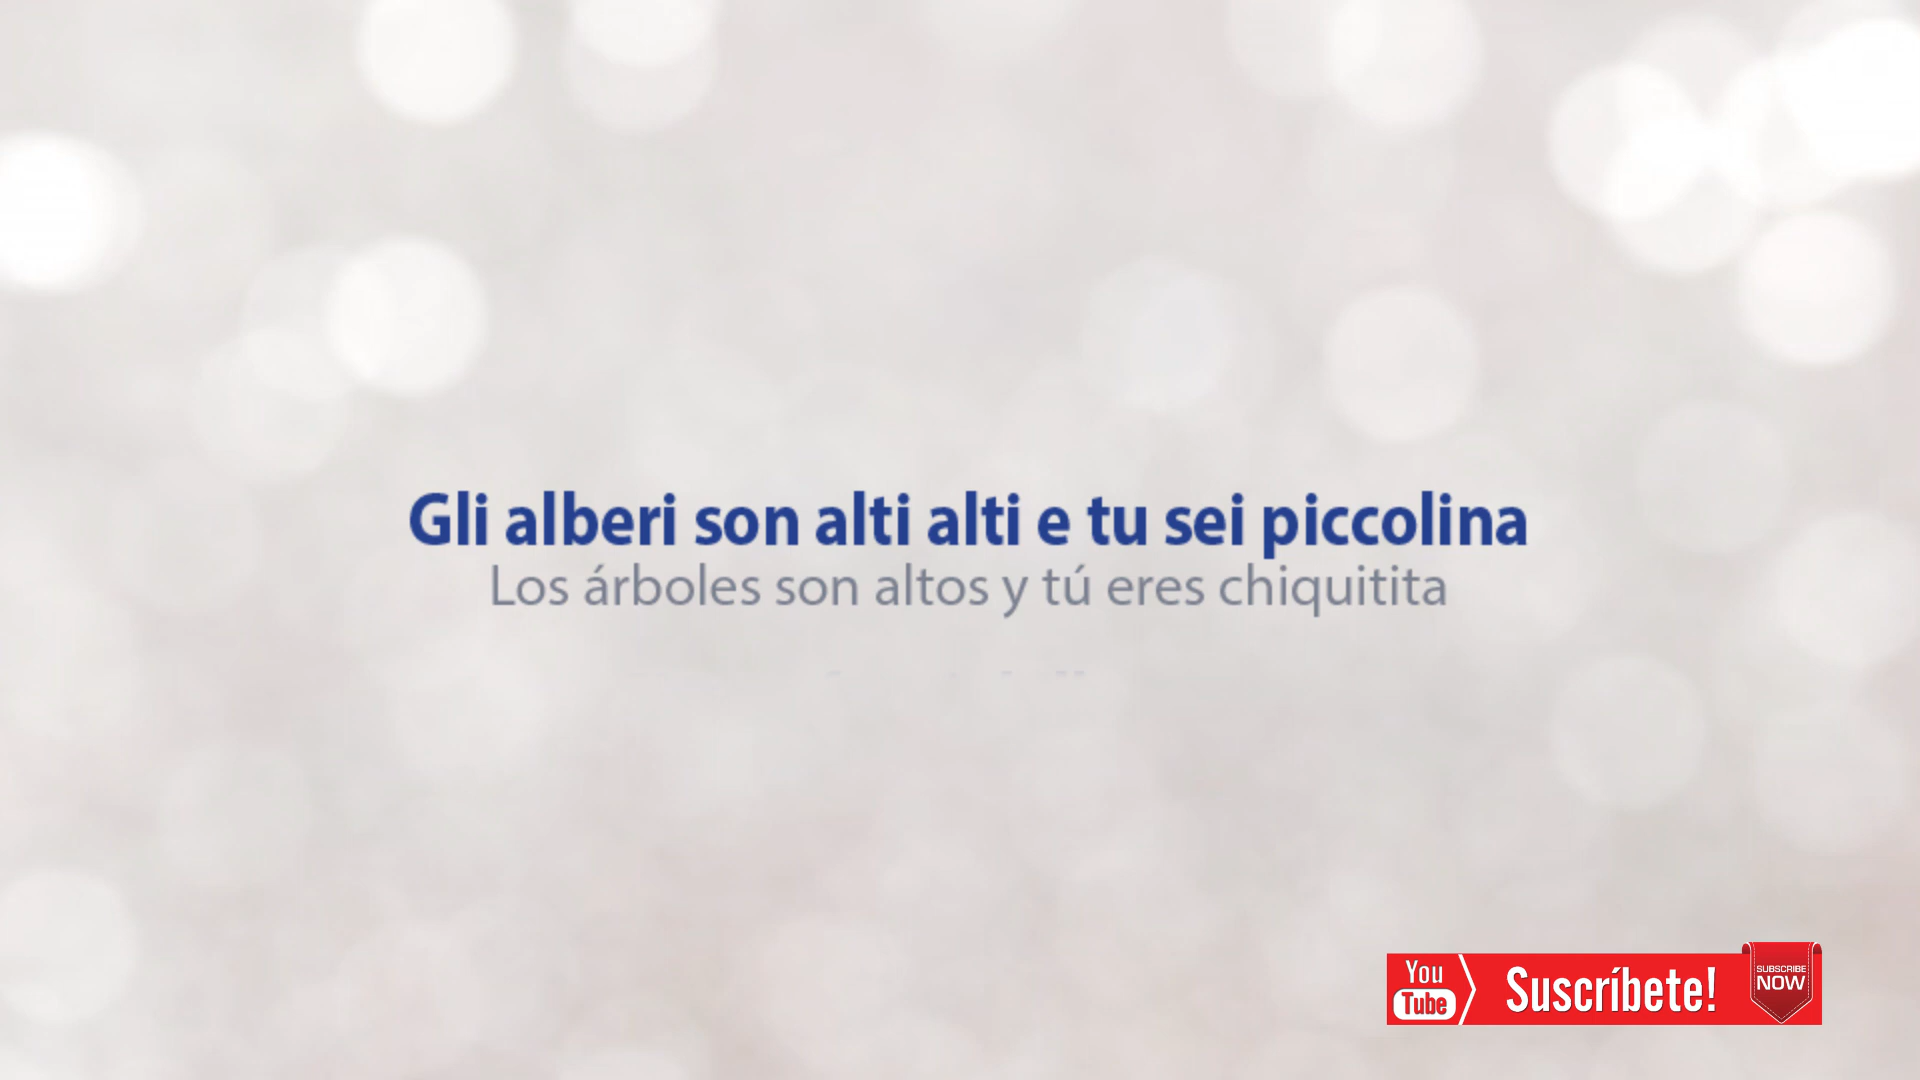 Gli alberi son alti alti e tu sei piccolina
Los árboles son altos y tú eres chiquitita
You
Tube
Suscríbete!
SUBSCRIBE
NOW